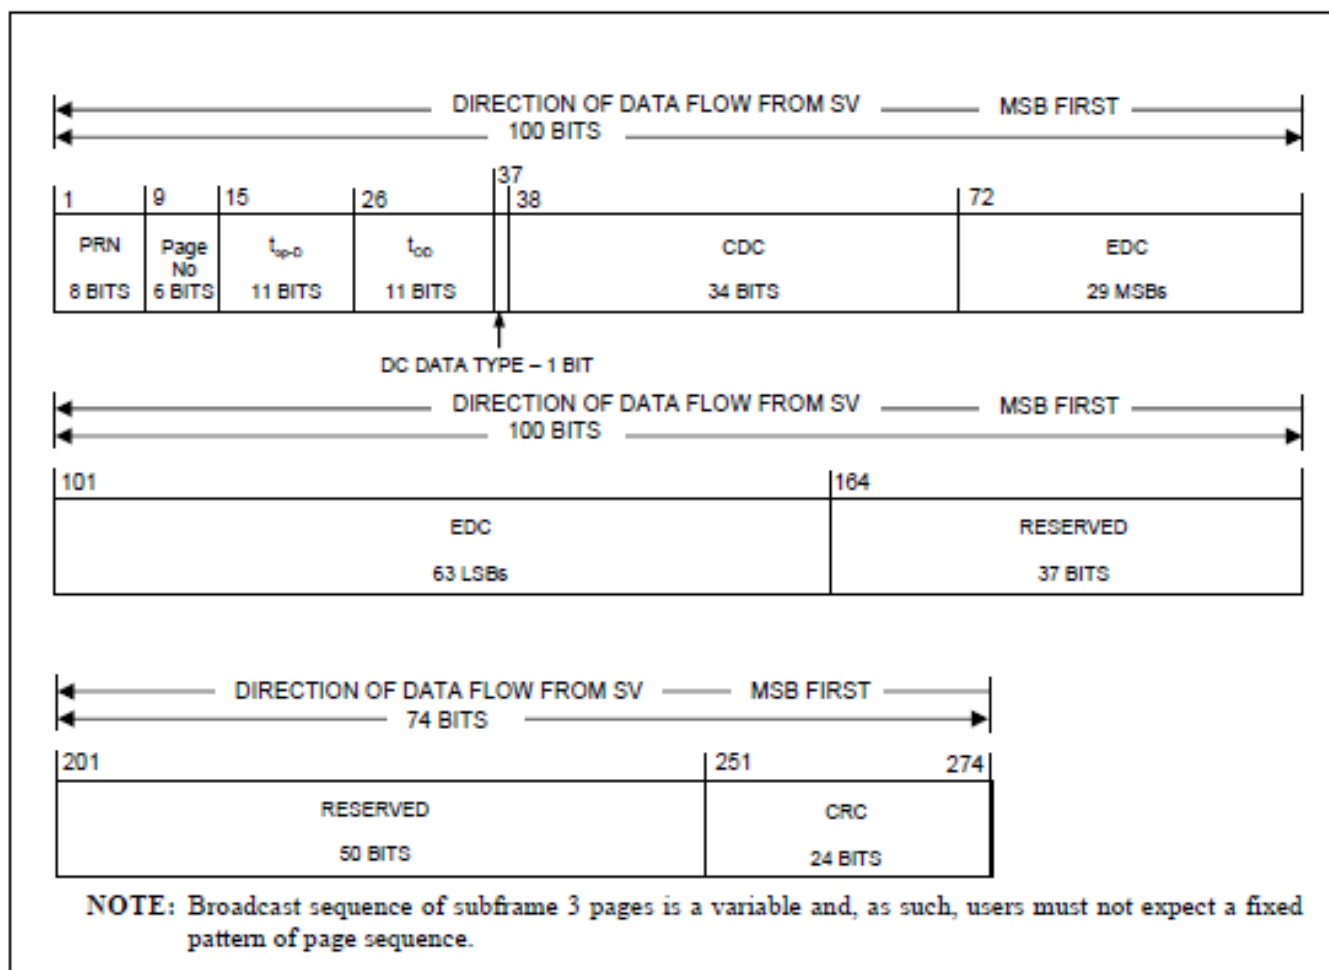 DIRECTION OF DATA FLOW FROM SV MSB FIRST
100 BITS
1 9 15 26 37 38 72
PRN Page No t_op-D t_OD CDC EDC
8 BITS 6 BITS 11 BITS 11 BITS 34 BITS 29 MSBs
DC DATA TYPE – 1 BIT
DIRECTION OF DATA FLOW FROM SV MSB FIRST
100 BITS
101 164
EDC RESERVED
63 LSBs 37 BITS
DIRECTION OF DATA FLOW FROM SV MSB FIRST
74 BITS
201 251 274
RESERVED CRC
50 BITS 24 BITS
NOTE: Broadcast sequence of subframe 3 pages is a variable and, as such, users must not expect a fixed
pattern of page sequence.